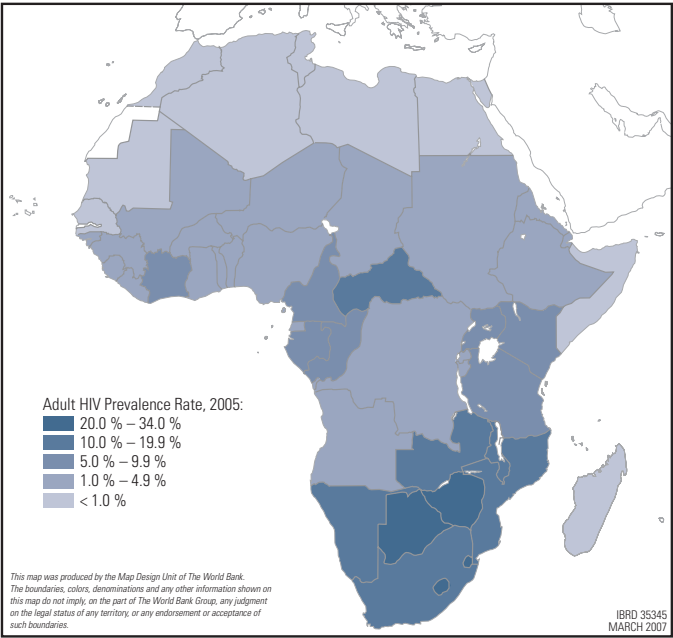 Adult HIV Prevalence Rate, 2005:
20.0 % – 34.0 %
10.0 % – 19.9 %
5.0 % – 9.9 %
1.0 % – 4.9 %
< 1.0 %
This map was produced by the Map Design Unit of The World Bank.
The boundaries, colors, denominations and any other information shown on
this map do not imply, on the part of The World Bank Group, any judgment
on the legal status of any territory, or any endorsement or acceptance of
such boundaries.
IBRD 35345
MARCH 2007